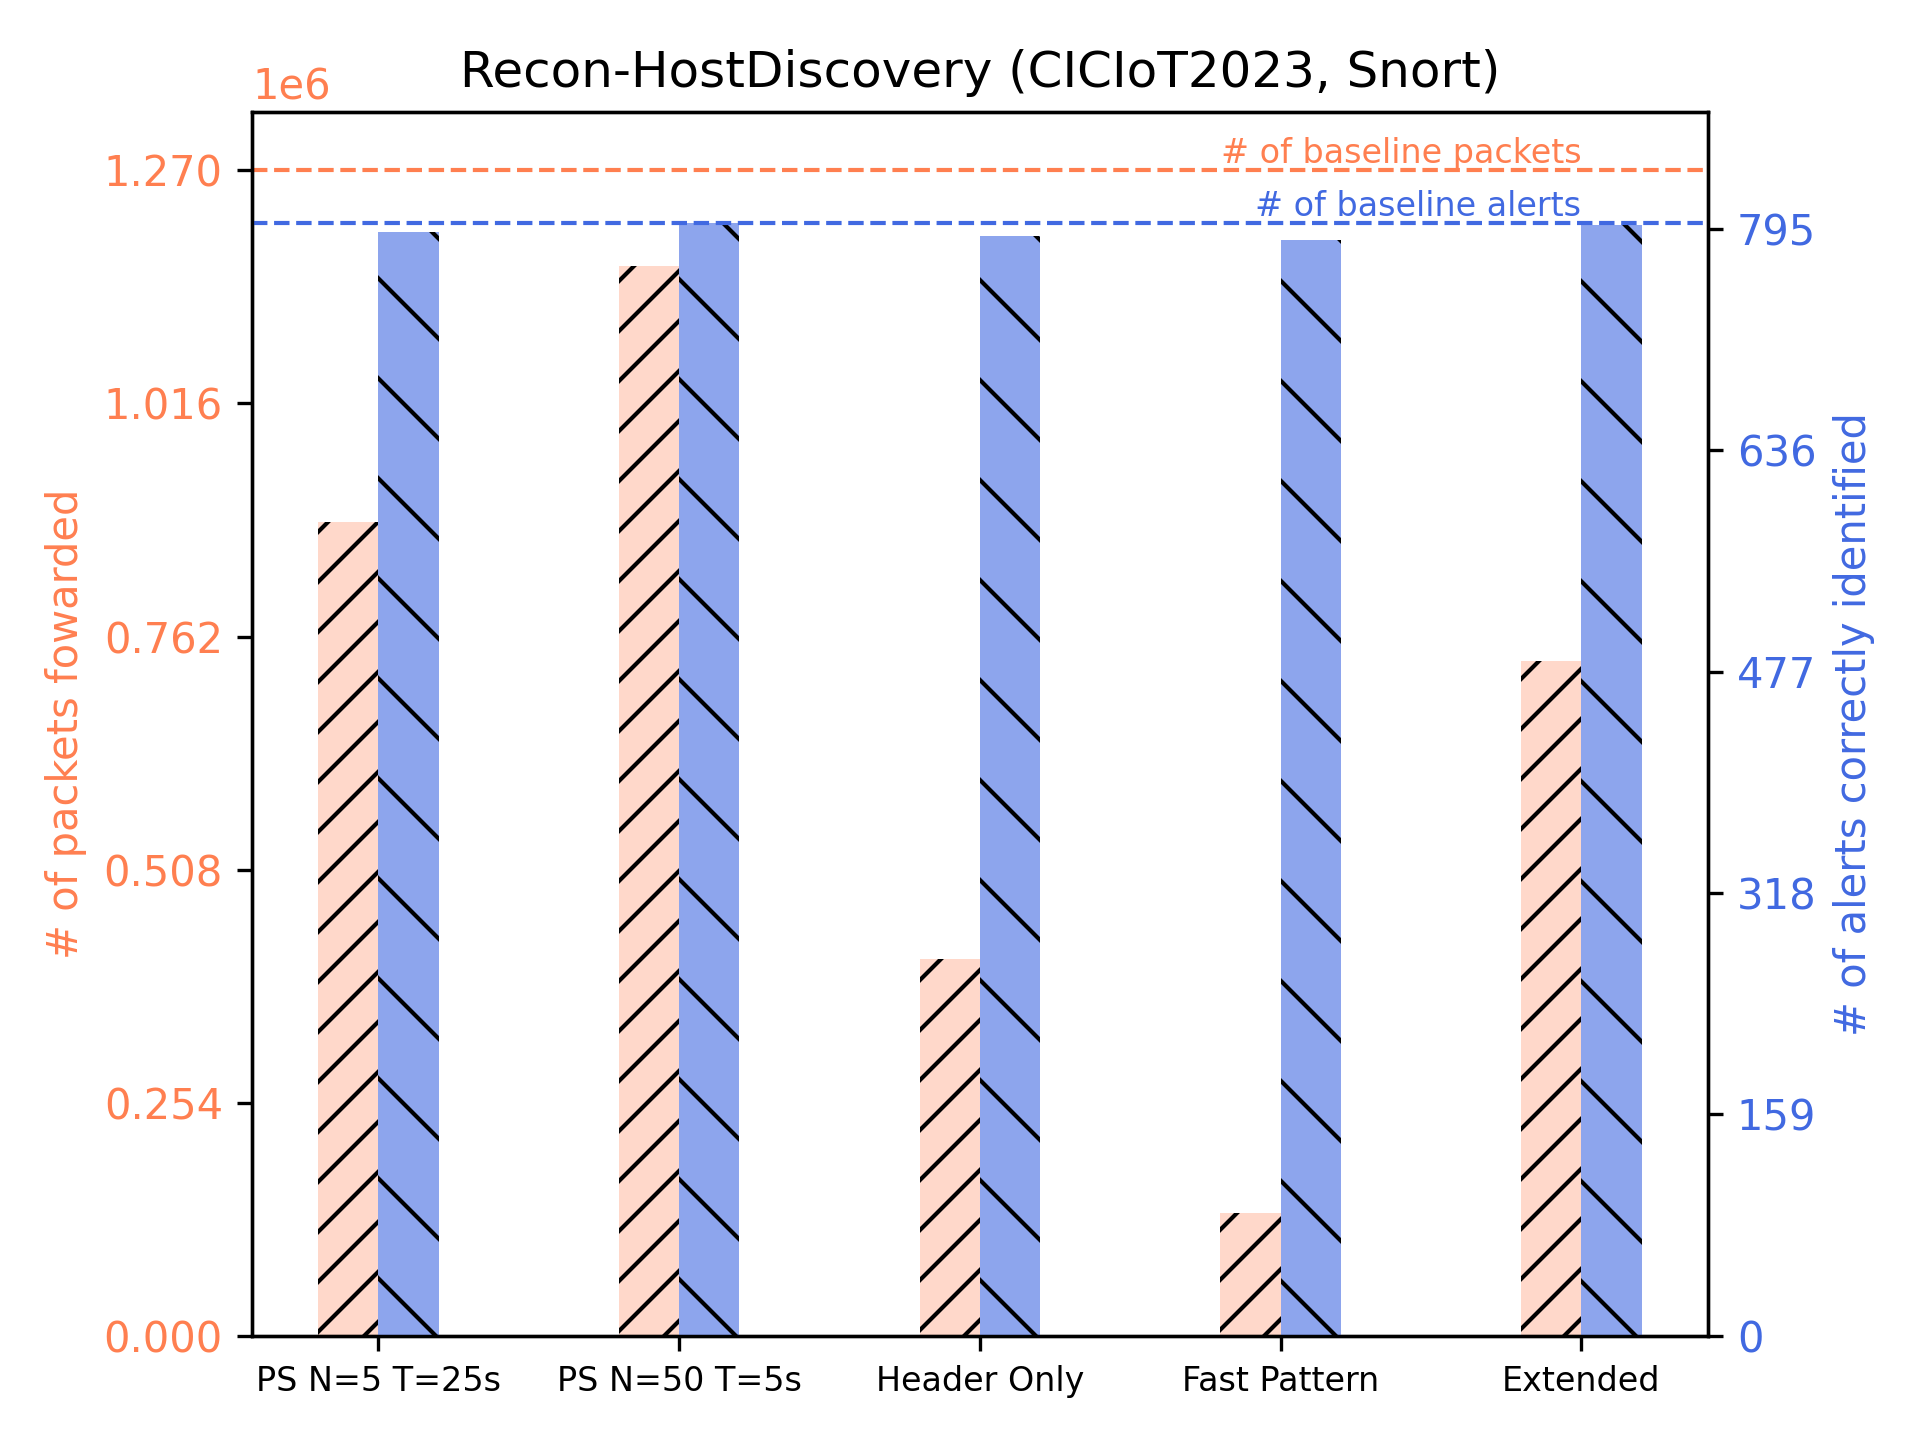 Recon-HostDiscovery (CICIoT2023, Snort)
1e6
# of baseline packets
# of baseline alerts
1.270
1.016
0.762
0.508
0.254
0.000
# of packets fowarded
795
636
477
318
159
0
# of alerts correctly identified
PS N=5 T=25s
PS N=50 T=5s
Header Only
Fast Pattern
Extended